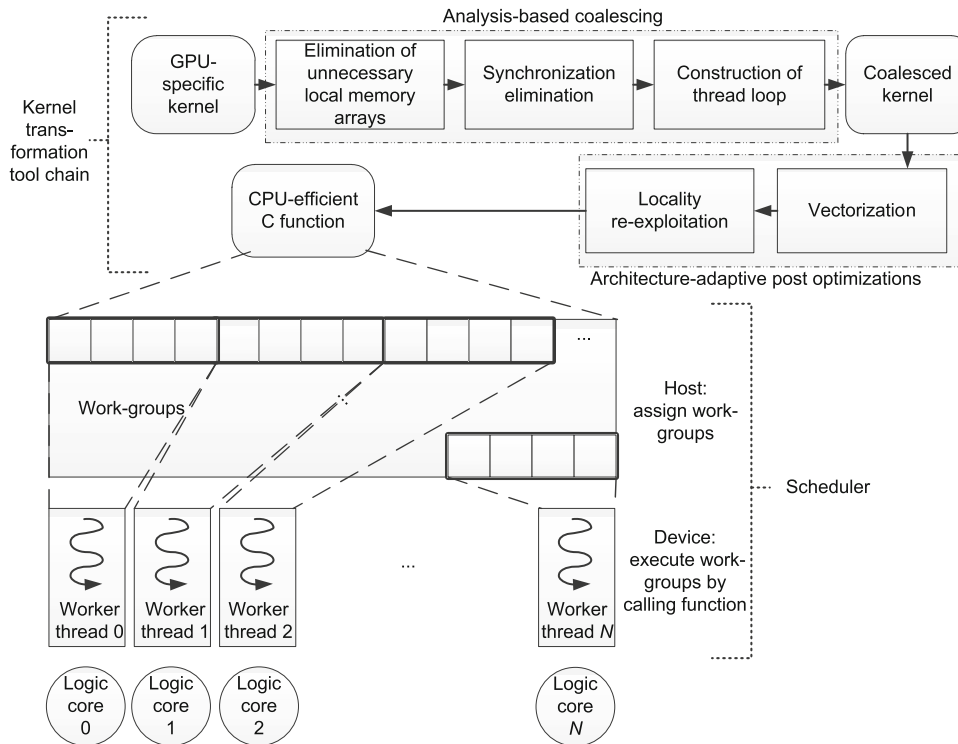 Analysis-based coalescing
GPU-
specific
kernel
Elimination of
unnecessary
local memory
arrays
Synchronization
elimination
Construction of
thread loop
Coalesced
kernel
Kernel
trans-
formation
tool chain
CPU-efficient
C function
Locality
re-exploitation
Vectorization
Architecture-adaptive post optimizations
...
Work-groups
...
Host:
assign work-
groups
Scheduler
Device:
execute work-
groups by
calling function
Worker
thread 0
Worker
thread 1
Worker
thread 2
...
Worker
thread N
Logic
core
0
Logic
core
1
Logic
core
2
Logic
core
N